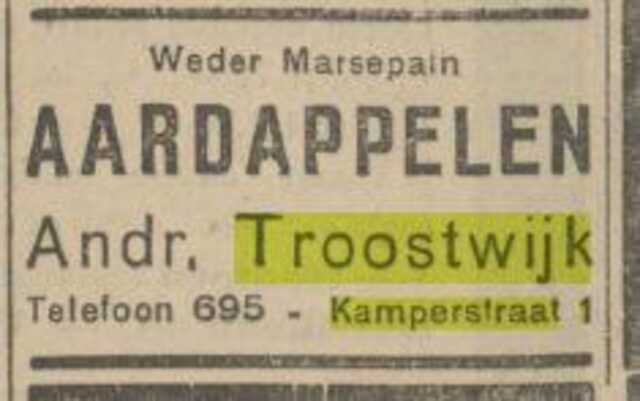 Weder Marsepain
AARDAPPELEN
Andr. Troostwijk
Telefoon 695 - Kamperstraat 1